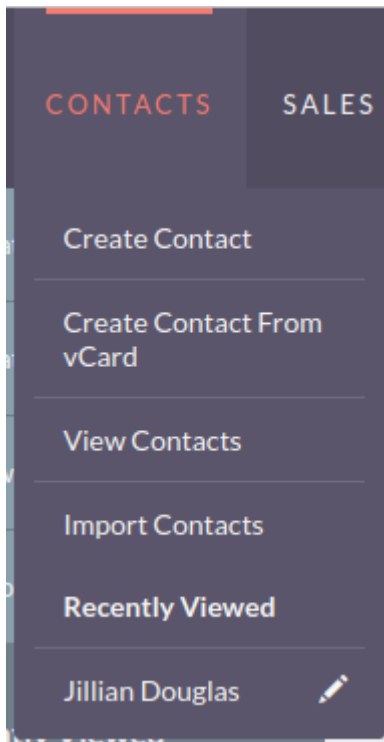 CONTACTS SALES
Create Contact
Create Contact From
vCard
View Contacts
Import Contacts
Recently Viewed
Jillian Douglas